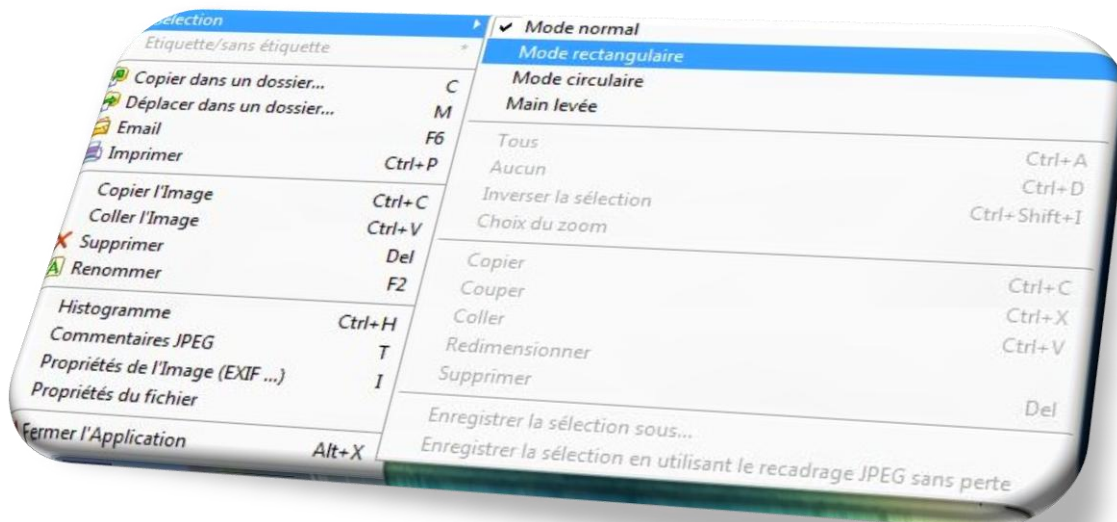 Sélection
Etiquette/sans étiquette *
Copier dans un dossier... C
Déplacer dans un dossier... M
Email F6
Imprimer Ctrl+P
Copier l'Image Ctrl+C
Coller l'Image Ctrl+V
Supprimer Del
Renommer F2
Histogramme Ctrl+H
Commentaires JPEG T
Propriétés de l'Image (EXIF ...) I
Propriétés du fichier
Fermer l'Application Alt+X
Mode normal
Mode rectangulaire
Mode circulaire
Main levée
Tous Ctrl+A
Aucun Ctrl+D
Inverser la sélection Ctrl+Shift+I
Choix du zoom
Copier Ctrl+C
Couper Ctrl+X
Coller Ctrl+V
Redimensionner
Supprimer Del
Enregistrer la sélection sous...
Enregistrer la sélection en utilisant le recadrage JPEG sans perte